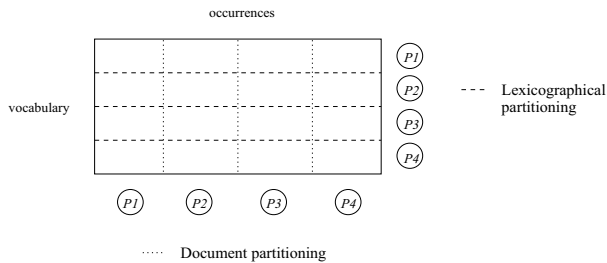 occurrences
P1
P2
vocabulary
P3
P4
--- Lexicographical
partitioning
P1 P2 P3 P4
..... Document partitioning